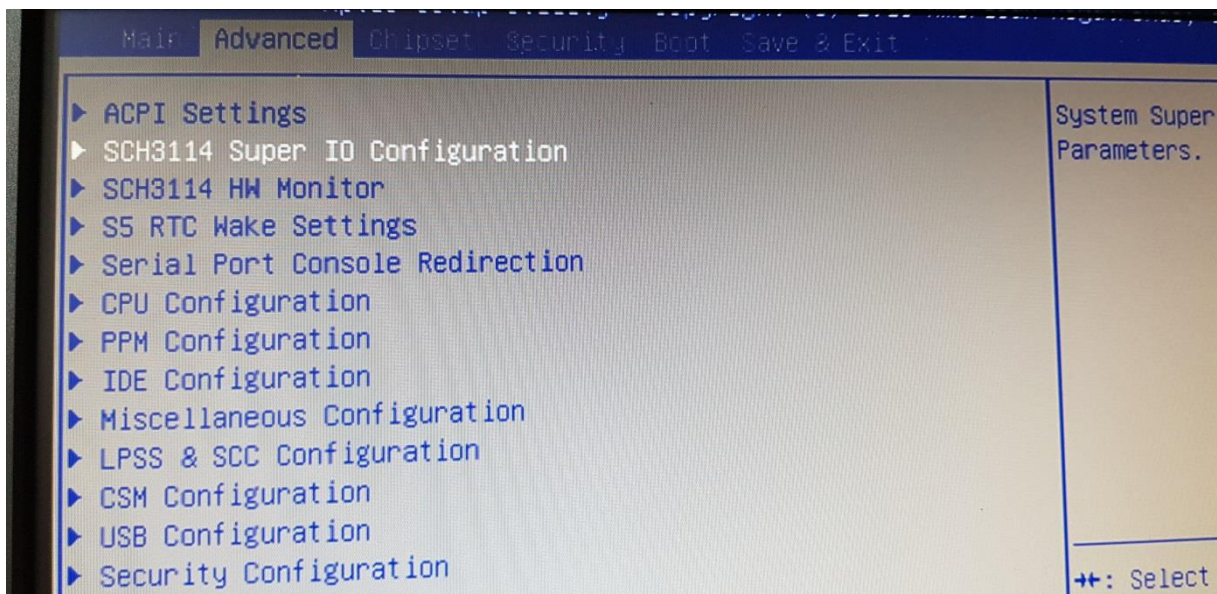 Main Advanced Chipset Security Boot Save & Exit
ACPI Settings
SCH3114 Super IO Configuration
SCH3114 HW Monitor
S5 RTC Wake Settings
Serial Port Console Redirection
CPU Configuration
PPM Configuration
IDE Configuration
Miscellaneous Configuration
LPSS & SCC Configuration
CSM Configuration
USB Configuration
Security Configuration
System Super
Parameters.
→←: Select